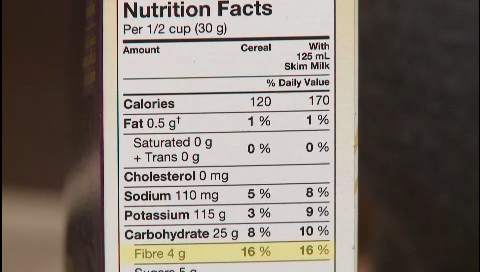 Nutrition Facts
Per 1/2 cup (30 g)
Amount Cereal With 125 mL Skim Milk
% Daily Value
Calories 120 170
Fat 0.5 g† 1 % 1 %
Saturated 0 g
+ Trans 0 g 0 % 0 %
Cholesterol 0 mg
Sodium 110 mg 5 % 8 %
Potassium 115 g 3 % 9 %
Carbohydrate 25 g 8 % 10 %
Fibre 4 g 16 % 16 %
Sugars 5 g